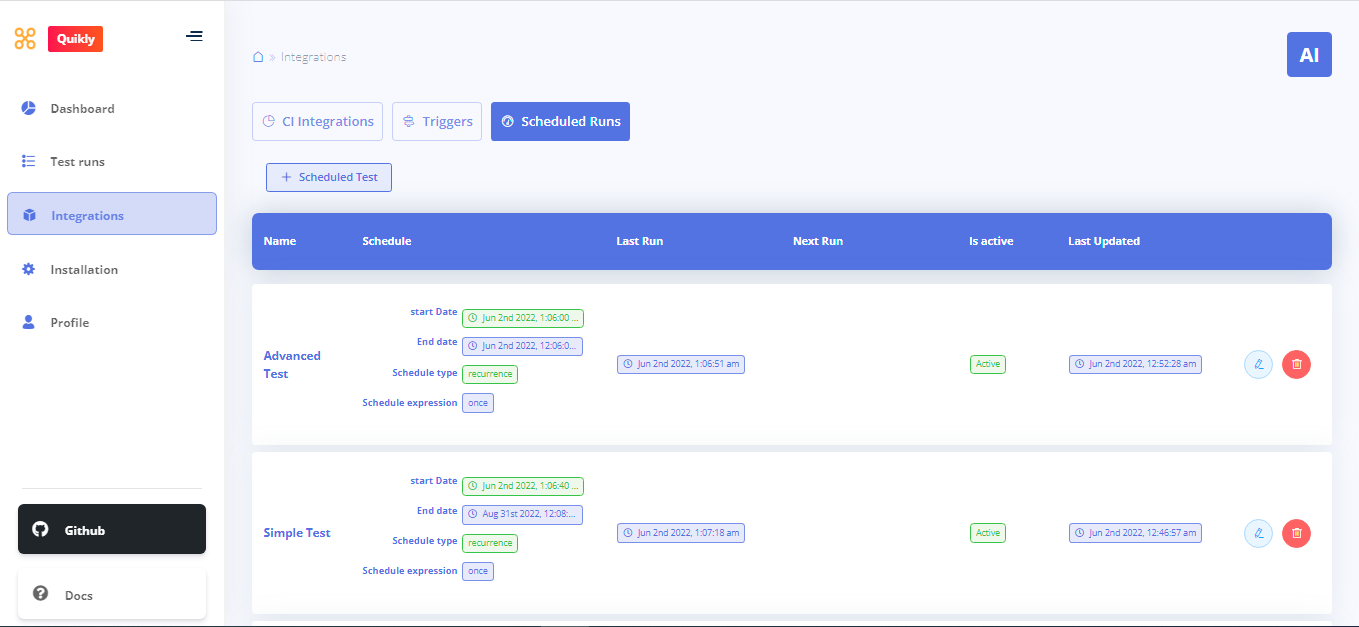 Quikly
Dashboard
Test runs
Integrations
Installation
Profile
Github
Docs
» Integrations
AI
CI Integrations
Triggers
Scheduled Runs
+ Scheduled Test
Name Schedule Last Run Next Run Is active Last Updated
Advanced
Test
start Date Jun 2nd 2022, 1:06:00 ...
End date Jun 2nd 2022, 12:06:0...
Schedule type recurrence
Schedule expression once
Jun 2nd 2022, 1:06:51 am
Active
Jun 2nd 2022, 12:52:28 am
Simple Test
start Date Jun 2nd 2022, 1:06:40 ...
End date Aug 31st 2022, 12:08:...
Schedule type recurrence
Schedule expression once
Jun 2nd 2022, 1:07:18 am
Active
Jun 2nd 2022, 12:46:57 am